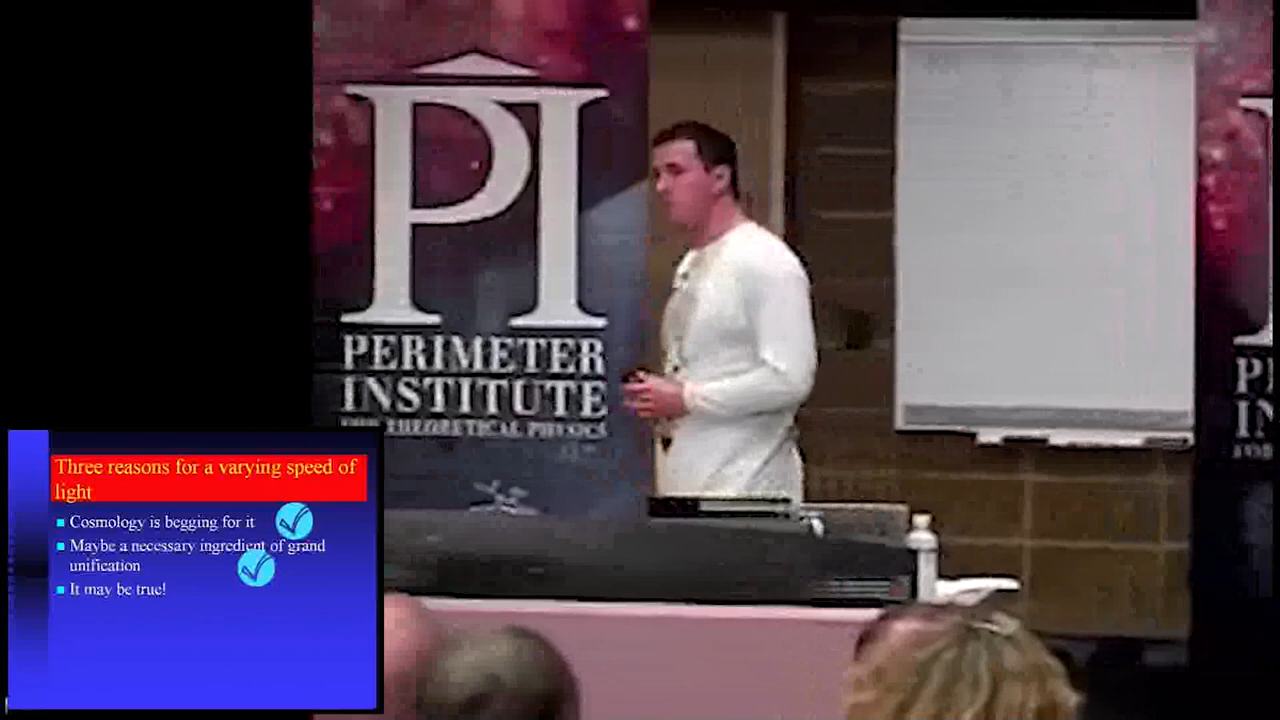 PI
PERIMETER
INSTITUTE
FOR THEORETICAL PHYSICS
Three reasons for a varying speed of
light
Cosmology is begging for it
Maybe a necessary ingredient of grand
unification
It may be true!